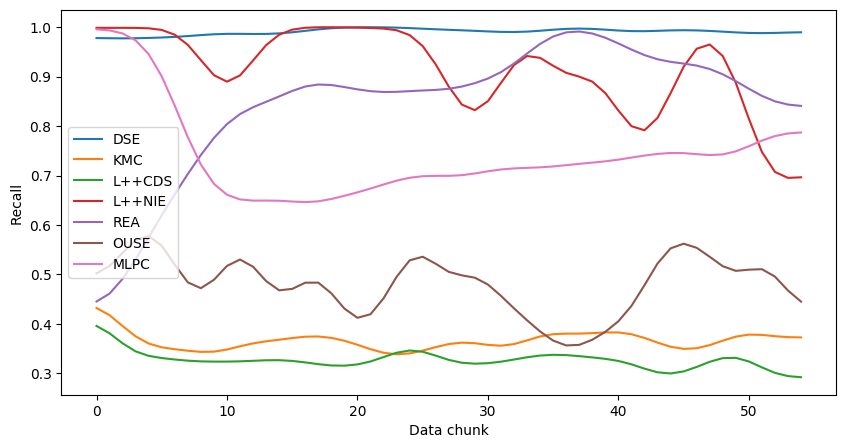 1.0
0.9
0.8
0.7
0.6
0.5
0.4
0.3
Recall
DSE
KMC
L++CDS
L++NIE
REA
OUSE
MLPC
0 10 20 30 40 50
Data chunk